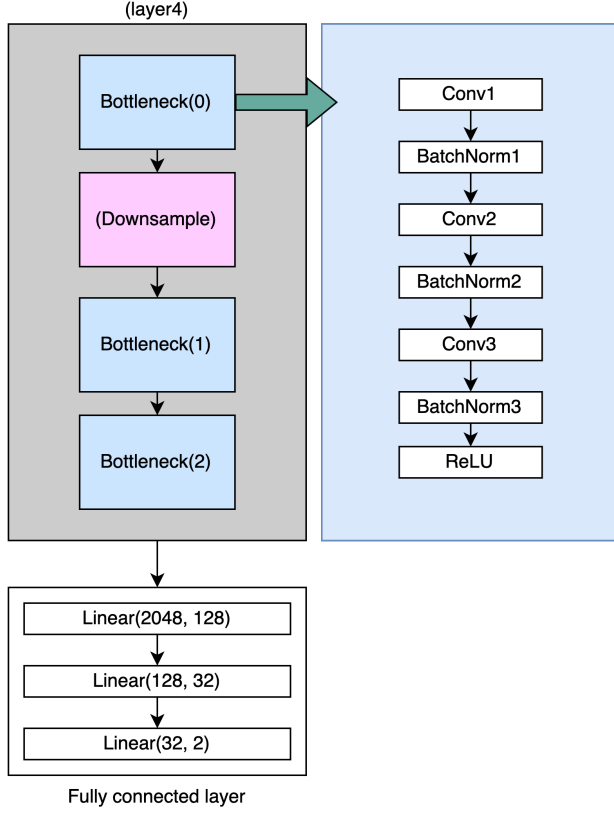 (layer4)
Bottleneck(0)
(Downsample)
Bottleneck(1)
Bottleneck(2)
Conv1
BatchNorm1
Conv2
BatchNorm2
Conv3
BatchNorm3
ReLU
Linear(2048, 128)
Linear(128, 32)
Linear(32, 2)
Fully connected layer